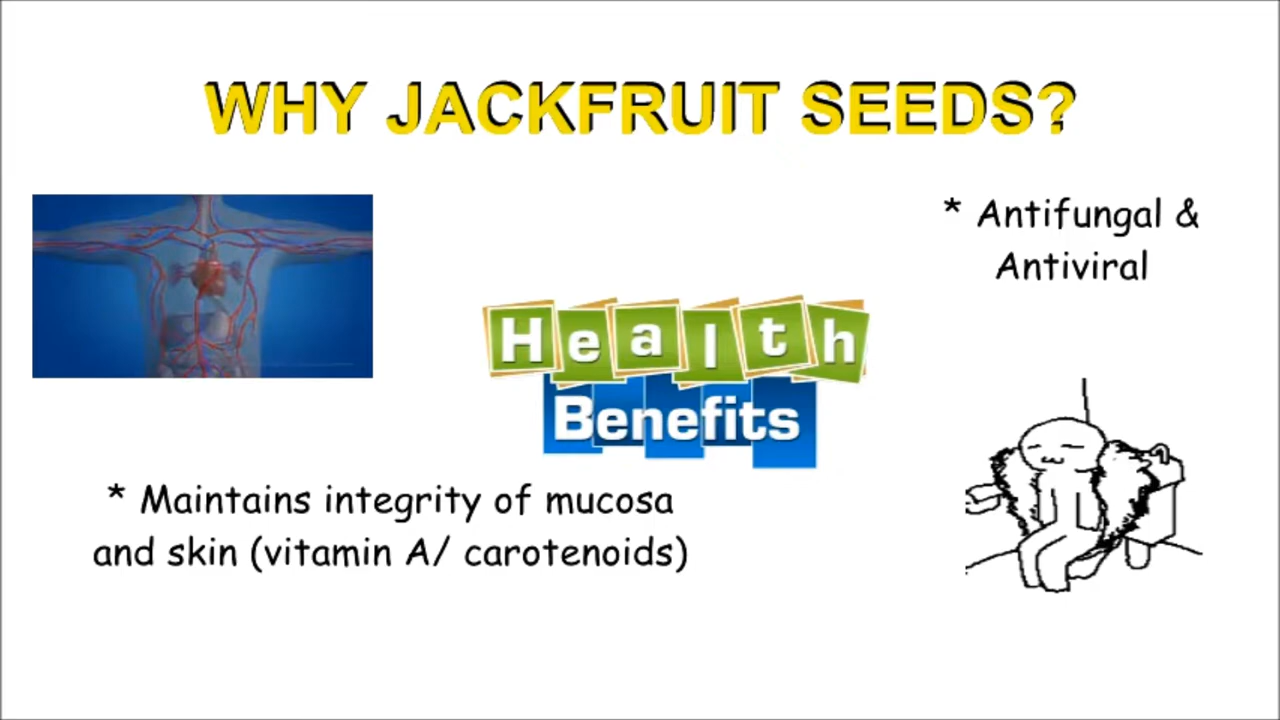 WHY JACKFRUIT SEEDS?
* Antifungal &
Antiviral
Health
Benefits
* Maintains integrity of mucosa
and skin (vitamin A/ carotenoids)